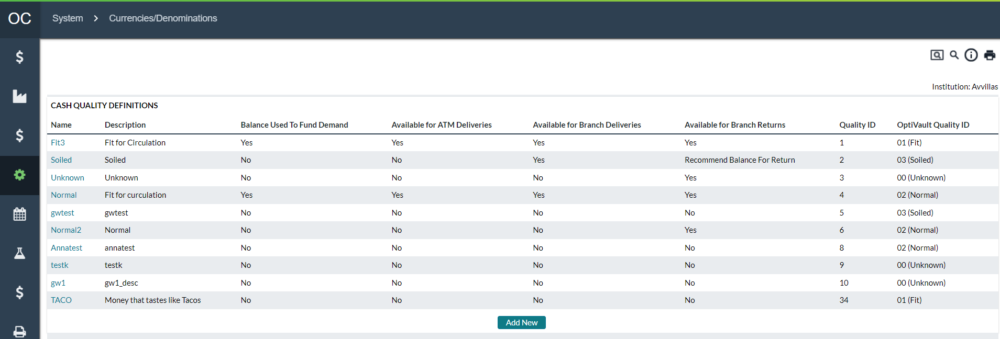 OC System Currencies/Denominations
Institution: Avvillas
CASH QUALITY DEFINITIONS
Name Description Balance Used To Fund Demand Available for ATM Deliveries Available for Branch Deliveries Available for Branch Returns Quality ID OptiVault Quality ID
Fit3 Fit for Circulation Yes Yes Yes Yes 1 01 (Fit)
Soiled Soiled No No Yes Recommend Balance For Return 2 03 (Soiled)
Unknown Unknown No No No Yes 3 00 (Unknown)
Normal Fit for curculation Yes Yes Yes Yes 4 02 (Normal)
gwtest gwtest No No No No 5 03 (Soiled)
Normal2 Normal No No No Yes 6 02 (Normal)
Annatest annatest No No No No 8 02 (Normal)
testk testk No No No No 9 00 (Unknown)
gw1 gw1_desc No No No No 10 00 (Unknown)
TACO Money that tastes like Tacos No No No No 34 01 (Fit)
Add New